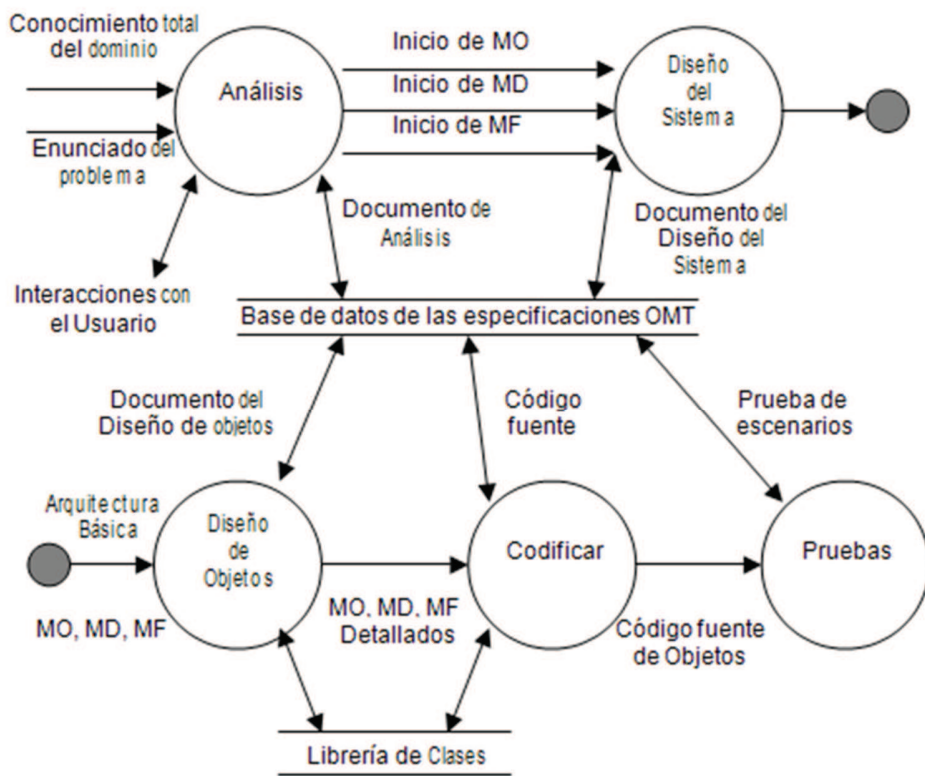 Conocimiento total
del dominio
Análisis
Inicio de MO
Inicio de MD
Inicio de MF
Diseño
del
Sistema
Enunciado del
problema
Interacciones con
el Usuario
Documento de
Análisis
Documento del
Diseño del
Sistema
Base de datos de las especificaciones OMT
Documento del
Diseño de objetos
Código
fuente
Prueba de
escenarios
Arquitectura
Básica
MO, MD, MF
Diseño
de
Objetos
MO. MD. MF
Detallados
Codificar
Código fuente
de Objetos
Pruebas
Librería de Clases